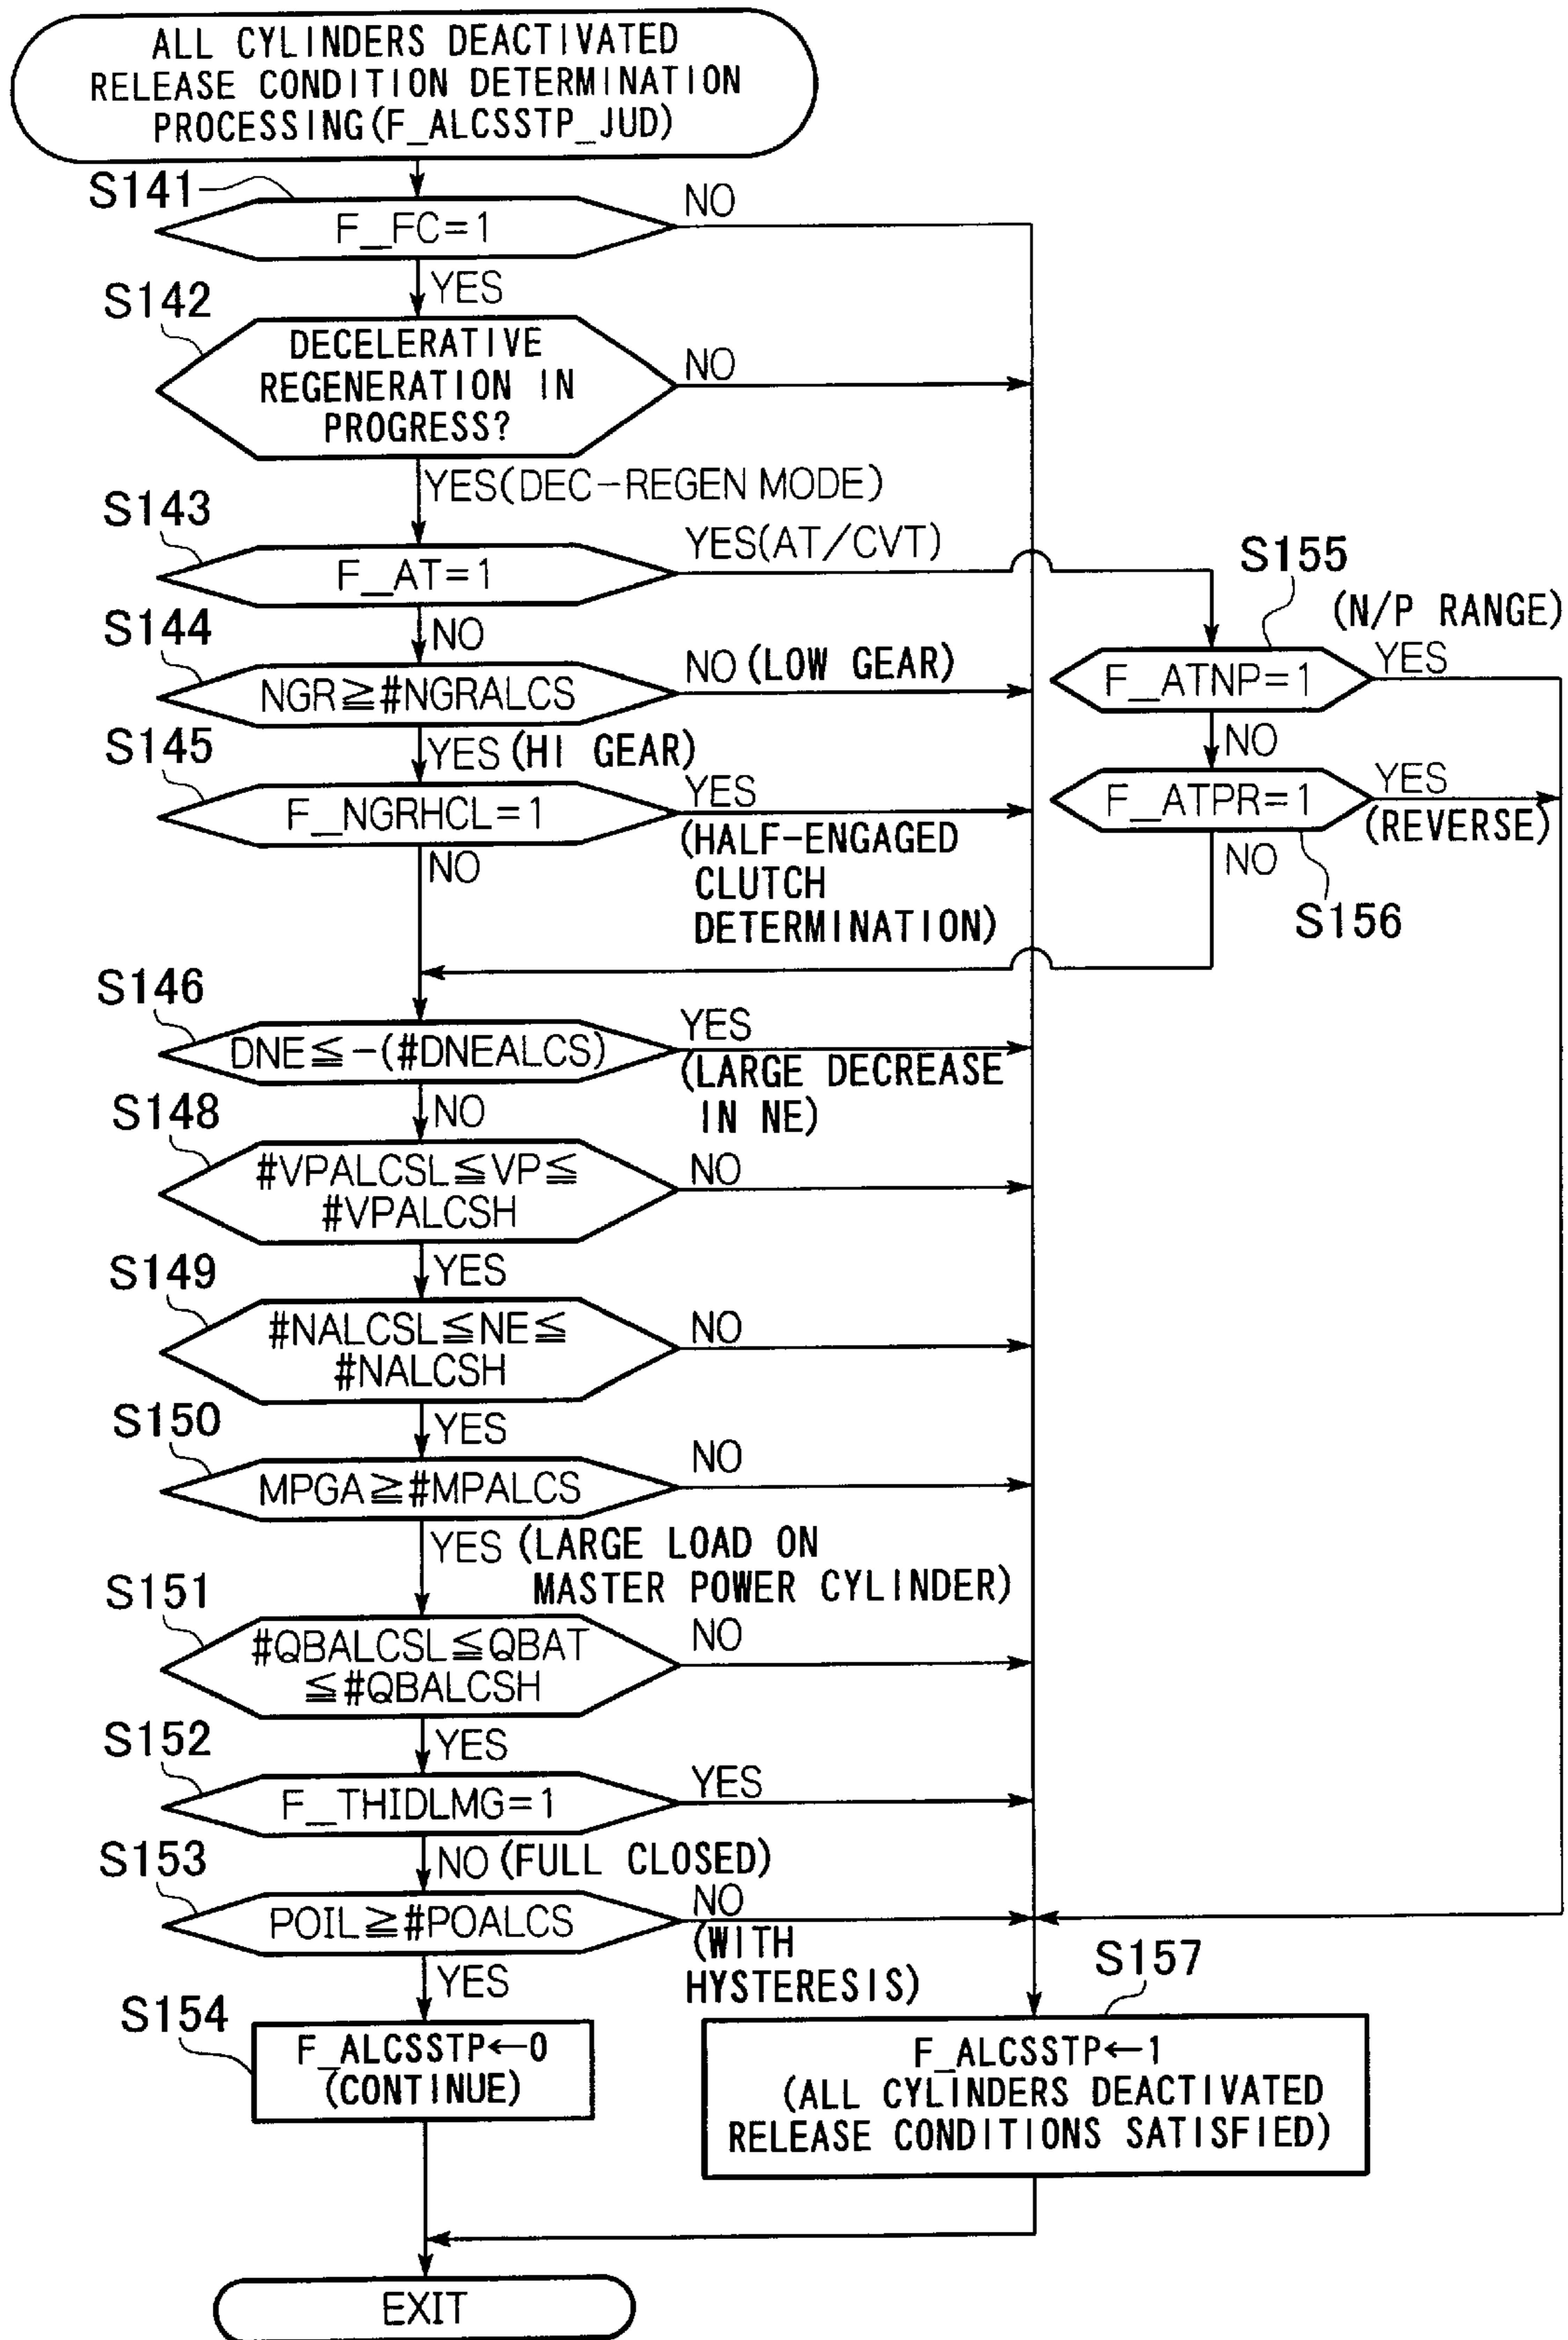 ALL CYLINDERS DEACTIVATED
RELEASE CONDITION DETERMINATION
PROCESSING(F_ALCSSTP_JUD)
S141
F_FC=1
NO
YES
S142
DECELERATIVE
REGENERATION IN
PROGRESS?
NO
YES(DEC-REGEN MODE)
S143
F_AT=1
YES(AT/CVT)
NO
S155
(N/P RANGE)
F_ATNP=1
YES
NO
S144
NGR≧#NGRALCS
NO (LOW GEAR)
YES (HI GEAR)
S145
F_NGRHCL=1
YES
(HALF-ENGAGED
CLUTCH
DETERMINATION)
NO
F_ATPR=1
YES
(REVERSE)
NO
S156
S146
DNE≦-(#DNEALCS)
YES
(LARGE DECREASE
IN NE)
NO
S148
#VPALCSL≦VP≦
#VPALCSH
NO
YES
S149
#NALCSL≦NE≦
#NALCSH
NO
YES
S150
MPGA≧#MPALCS
NO
YES (LARGE LOAD ON
MASTER POWER CYLINDER)
S151
#QBALCSL≦QBAT
≦#QBALCSH
NO
YES
S152
F_THIDLMG=1
YES
NO (FULL CLOSED)
S153
POIL≧#POALCS
NO
(WITH
HYSTERESIS)
YES
S154
F_ALCSSTP←0
(CONTINUE)
S157
F_ALCSSTP←1
(ALL CYLINDERS DEACTIVATED
RELEASE CONDITIONS SATISFIED)
EXIT